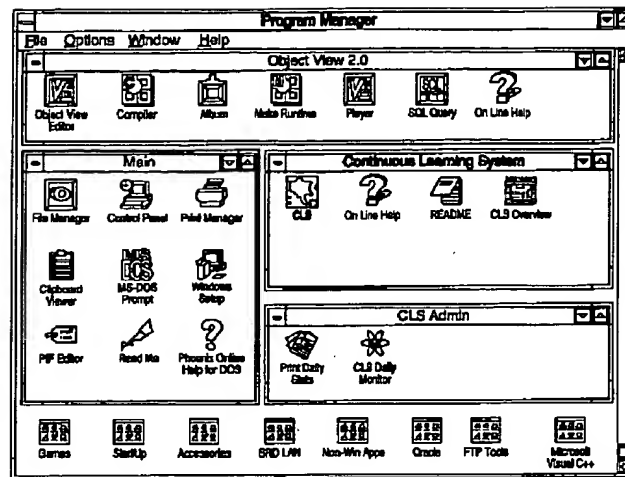 Program Manager
File Options Window Help
Object View 2.0
Object View Editor
Compiler
Album
Make Runtime
Player
SQL Query
On Line Help
Main
File Manager
Control Panel
Print Manager
Clipboard Viewer
MS-DOS Prompt
Windows Setup
PIF Editor
Read Me
Phoenix Online Help for DOS
Continuous Learning System
CLS
On Line Help
README
CLS Overview
CLS Admin
Print Daily Stats
CLS Daily Monitor
Games
StartUp
Accessories
LAN
Non-Win Apps
Oracle
FTP Tools
Microsoft Visual C++